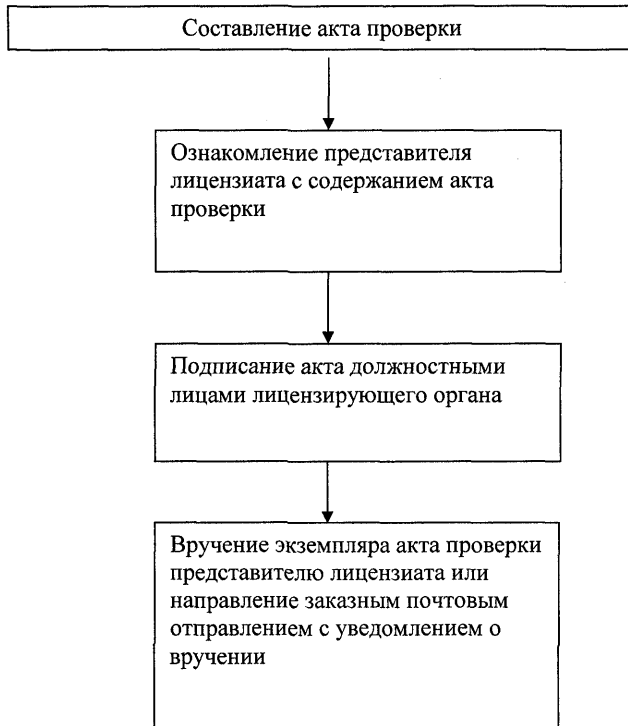 Составление акта проверки
Ознакомление представителя
лицензиата с содержанием акта
проверки
Подписание акта должностными
лицами лицензирующего органа
Вручение экземпляра акта проверки
представителю лицензиата или
направление заказным почтовым
отправлением с уведомлением о
вручении